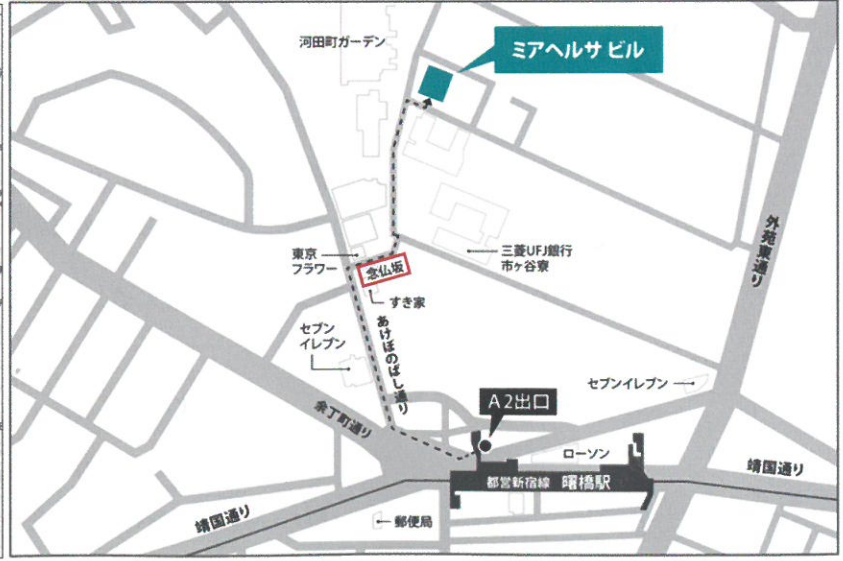 河田町ガーデン
ミアヘルサ ビル
外苑東通り
東京
フラワー
念仏坂
三菱UFJ銀行
市ヶ谷寮
すき家
セブン
イレブン
あけぼのばし通り
セブンイレブン
A2出口
余丁町通り
ローソン
靖国通り
都営新宿線 曙橋駅
靖国通り
郵便局